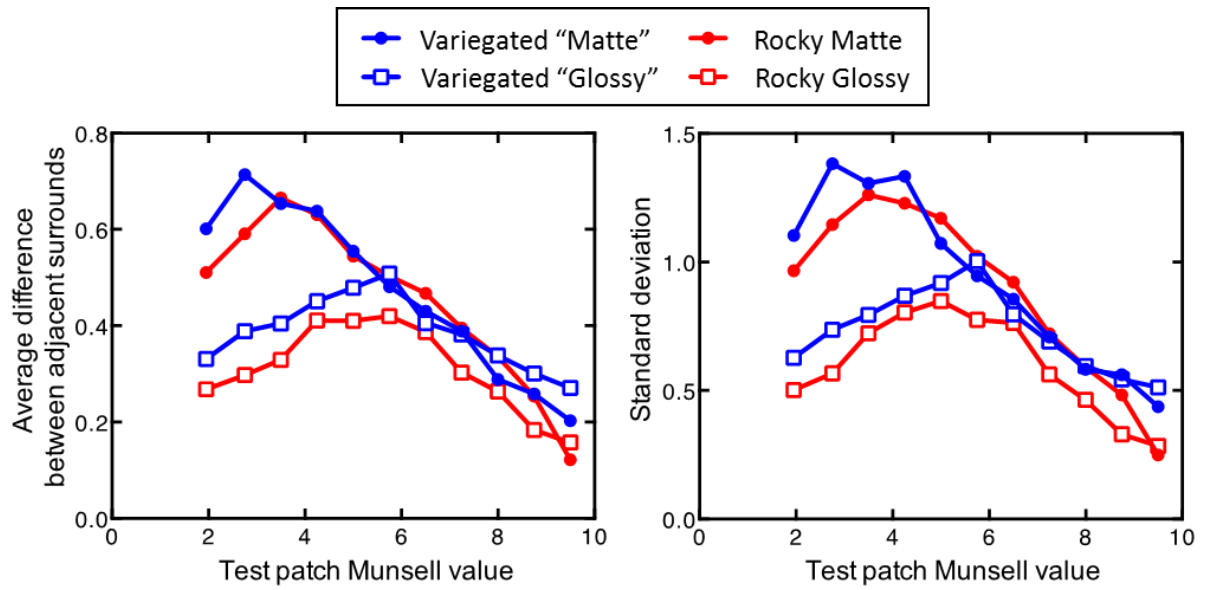 Variegated “Matte” Rocky Matte
Variegated “Glossy” Rocky Glossy
Average difference
between adjacent surrounds
0.8
0.6
0.4
0.2
0.0
0 2 4 6 8 10
Test patch Munsell value
Standard deviation
1.5
1.0
0.5
0.0
0 2 4 6 8 10
Test patch Munsell value